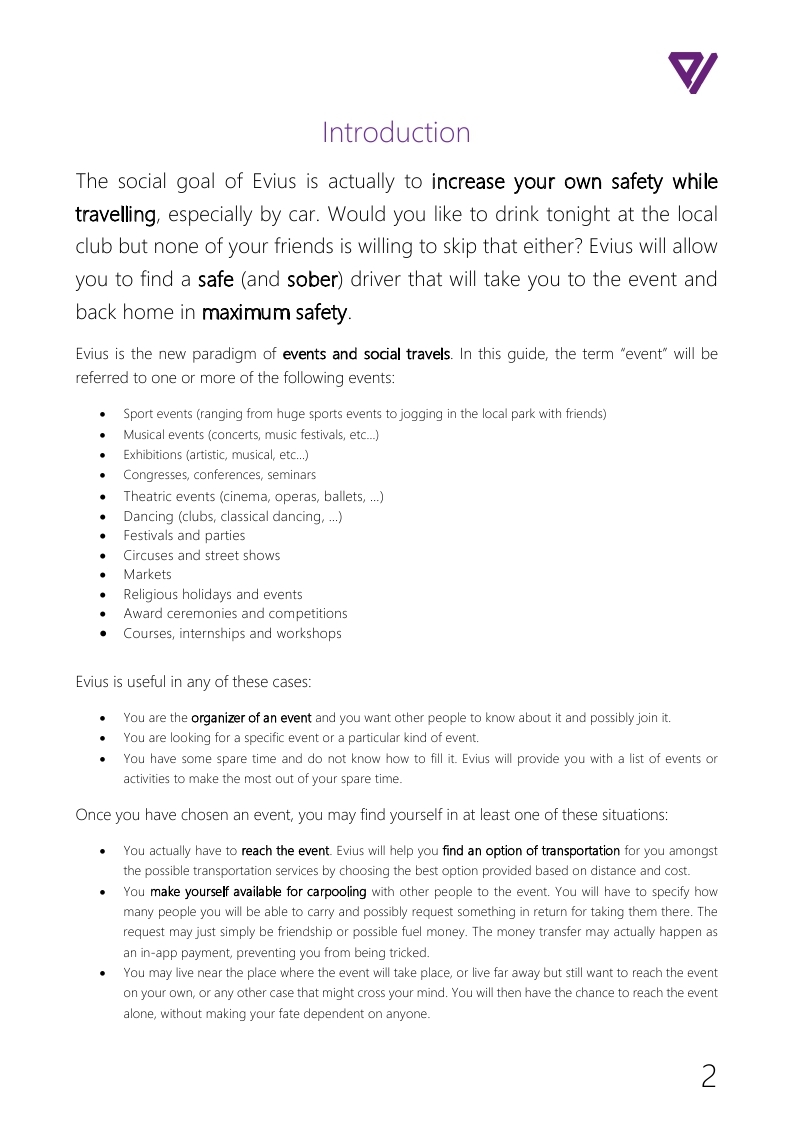 Introduction
The social goal of Evius is actually to increase your own safety while
travelling, especially by car. Would you like to drink tonight at the local
club but none of your friends is willing to skip that either? Evius will allow
you to find a safe (and sober) driver that will take you to the event and
back home in maximum safety.
Evius is the new paradigm of events and social travels. In this guide, the term “event” will be
referred to one or more of the following events:
• Sport events (ranging from huge sports events to jogging in the local park with friends)
• Musical events (concerts, music festivals, etc…)
• Exhibitions (artistic, musical, etc…)
• Congresses, conferences, seminars
• Theatric events (cinema, operas, ballets, …)
• Dancing (clubs, classical dancing, …)
• Festivals and parties
• Circuses and street shows
• Markets
• Religious holidays and events
• Award ceremonies and competitions
• Courses, internships and workshops
Evius is useful in any of these cases:
• You are the organizer of an event and you want other people to know about it and possibly join it.
• You are looking for a specific event or a particular kind of event.
• You have some spare time and do not know how to fill it. Evius will provide you with a list of events or
activities to make the most out of your spare time.
Once you have chosen an event, you may find yourself in at least one of these situations:
• You actually have to reach the event. Evius will help you find an option of transportation for you amongst
the possible transportation services by choosing the best option provided based on distance and cost.
• You make yourself available for carpooling with other people to the event. You will have to specify how
many people you will be able to carry and possibly request something in return for taking them there. The
request may just simply be friendship or possible fuel money. The money transfer may actually happen as
an in-app payment, preventing you from being tricked.
• You may live near the place where the event will take place, or live far away but still want to reach the event
on your own, or any other case that might cross your mind. You will then have the chance to reach the event
alone, without making your fate dependent on anyone.
2